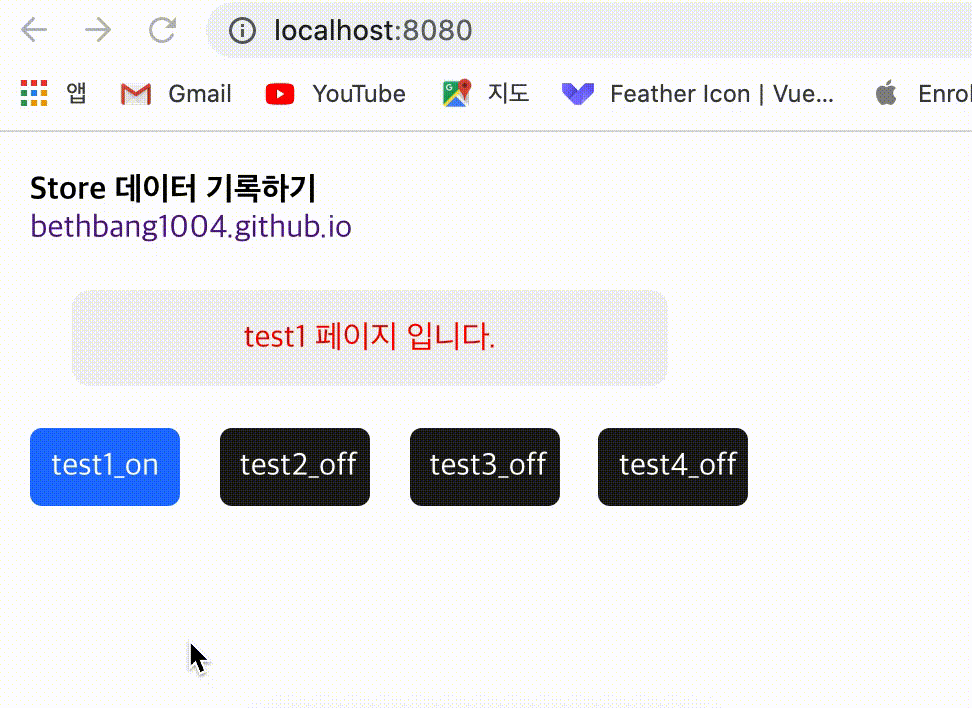 localhost:8080
앱 Gmail YouTube 지도 Feather Icon | Vue... Enrol
Store 데이터 기록하기
bethbang1004.github.io
test1 페이지 입니다.
test1_on test2_off test3_off test4_off